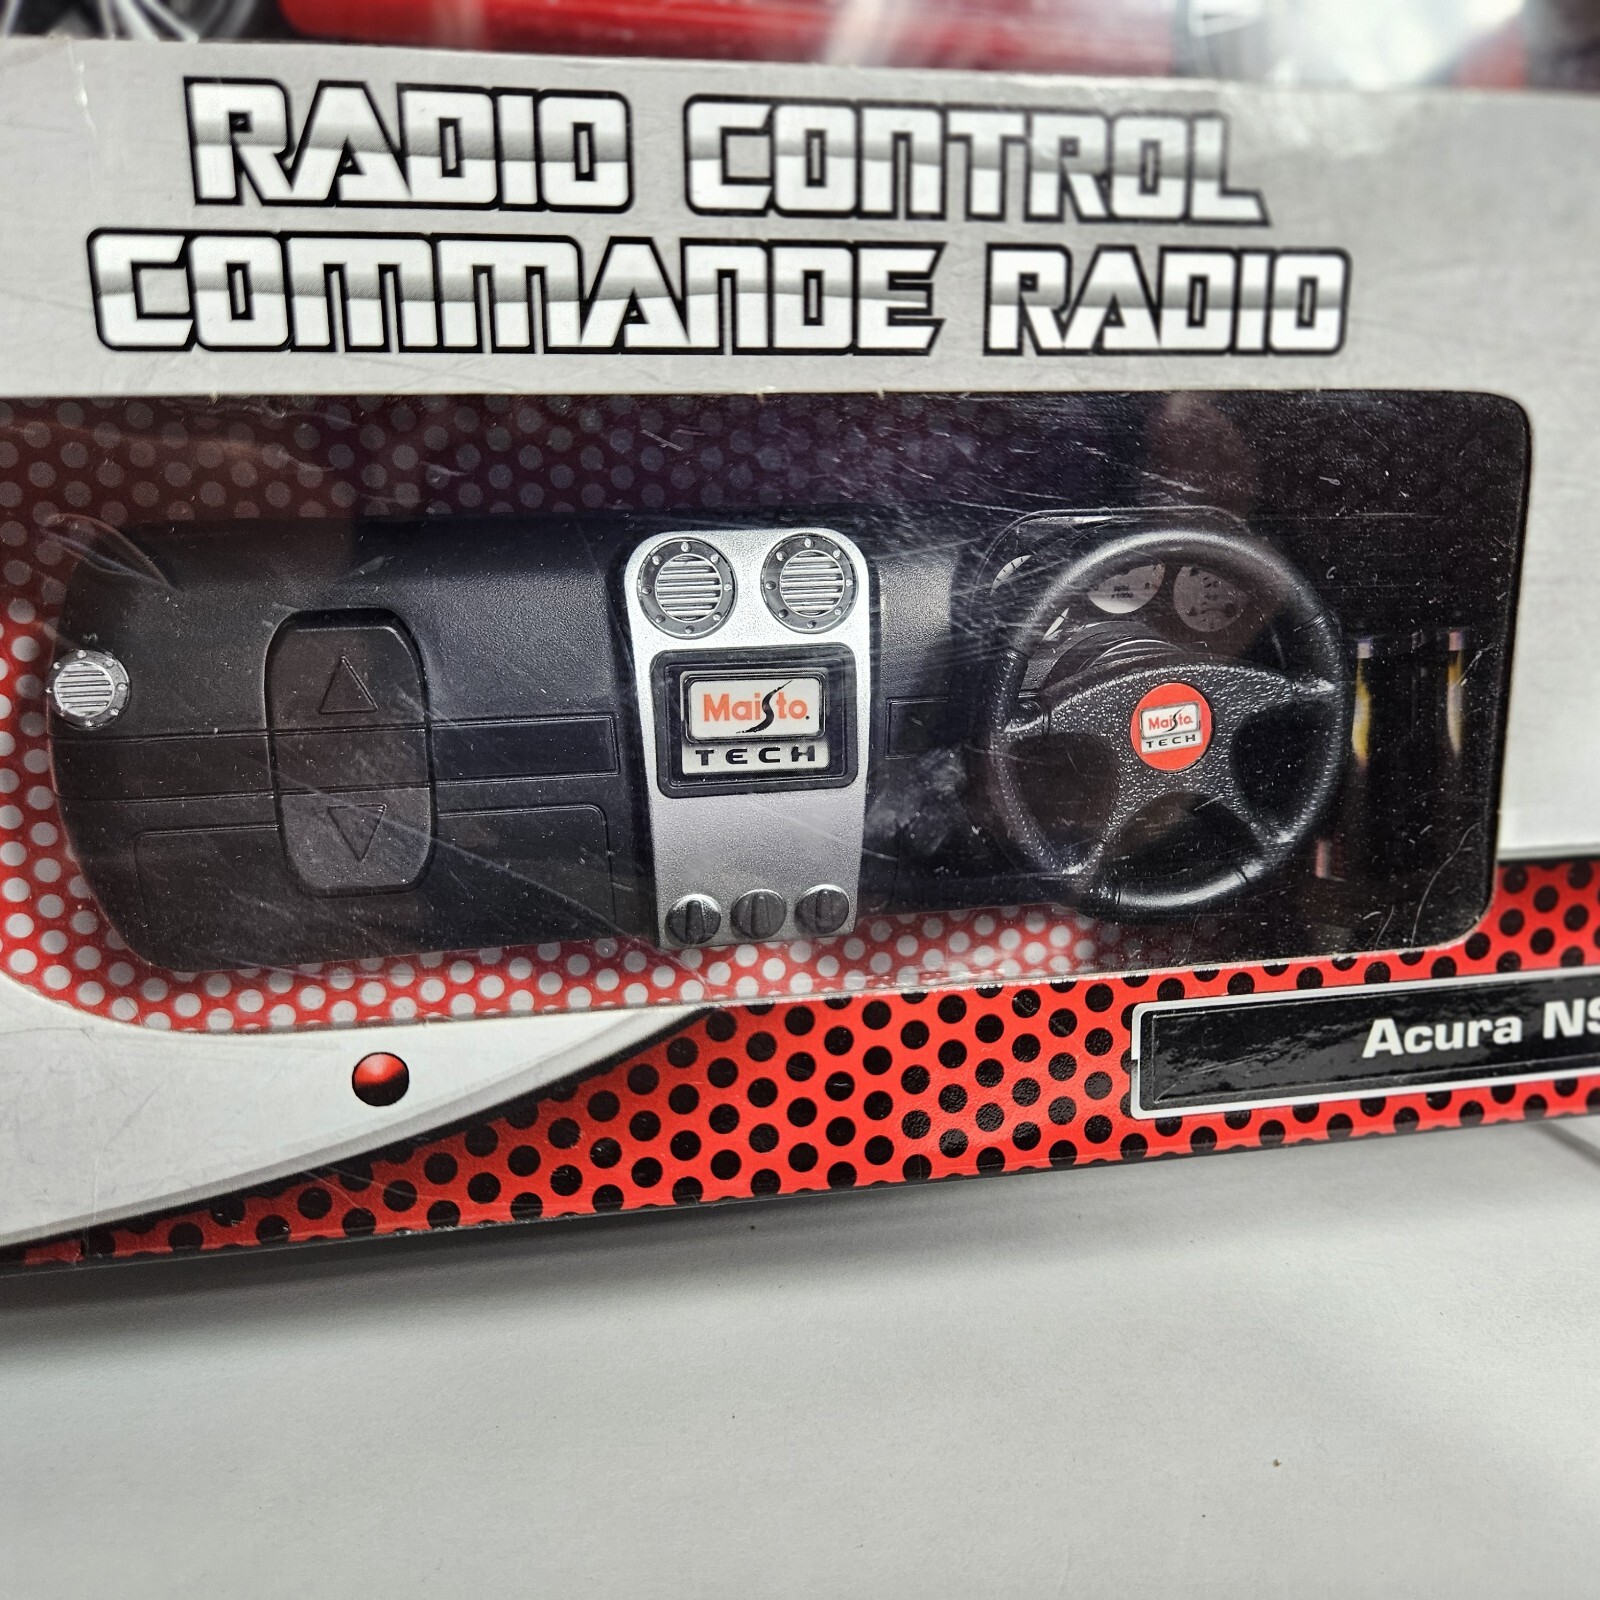 RADIO CONTROL
COMMANDE RADIO
Maisto.
TECH
Maisto
TECH
Acura NS